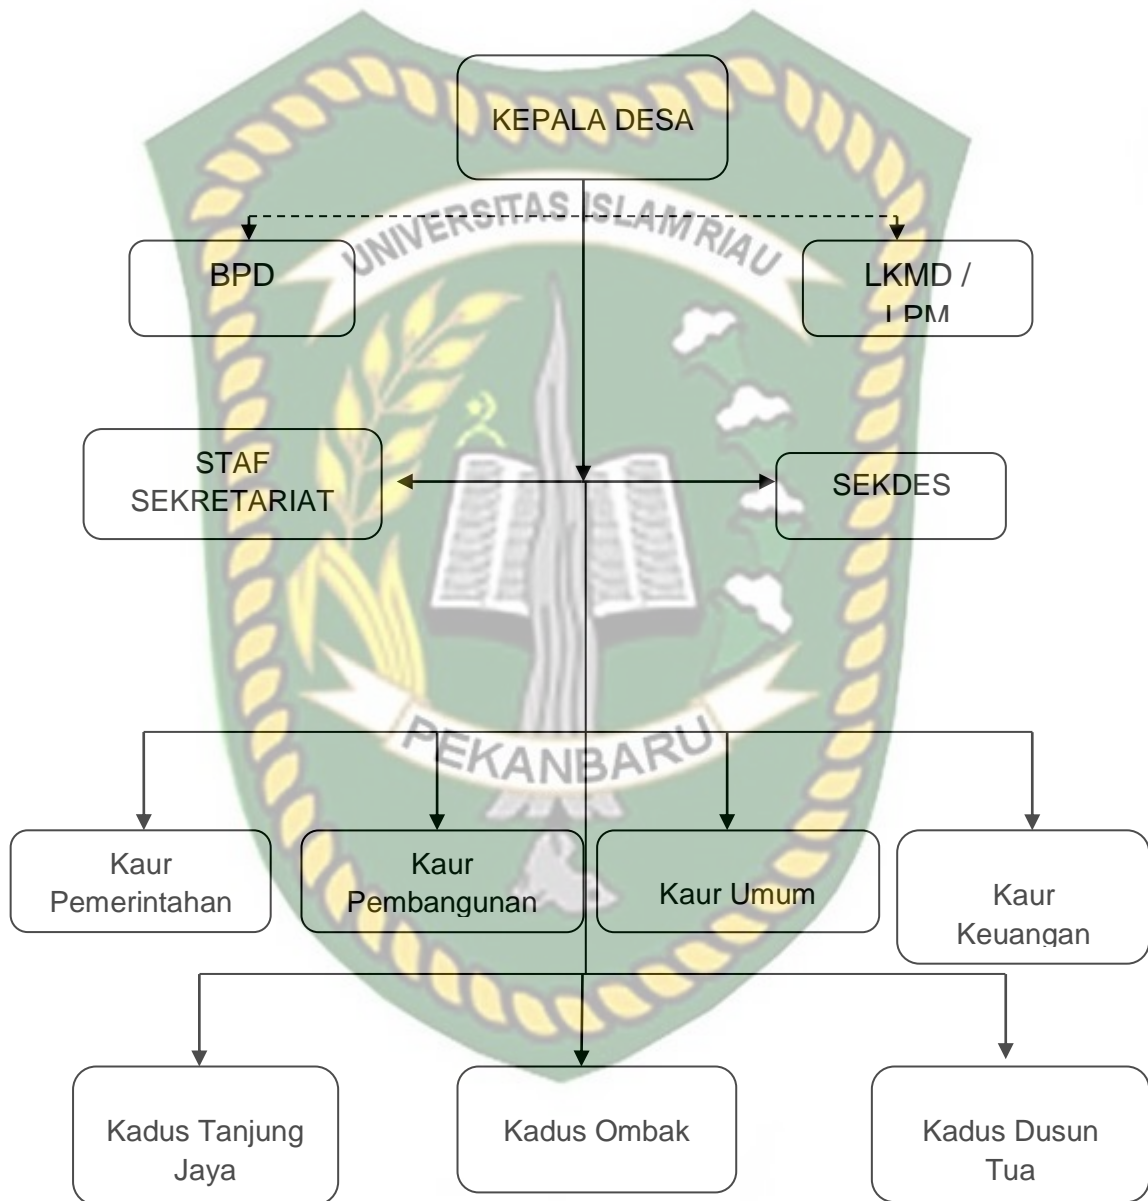 KEPALA DESA
UNIVERSITAS ISLAM RIAU
BPD
LKMD /
LPM
STAF
SEKRETARIAT
SEKDES
PEKANBARU
Kaur
Pemerintahan
Kaur
Pembangunan
Kaur Umum
Kaur
Keuangan
Kadus Tanjung
Jaya
Kadus Ombak
Kadus Dusun
Tua